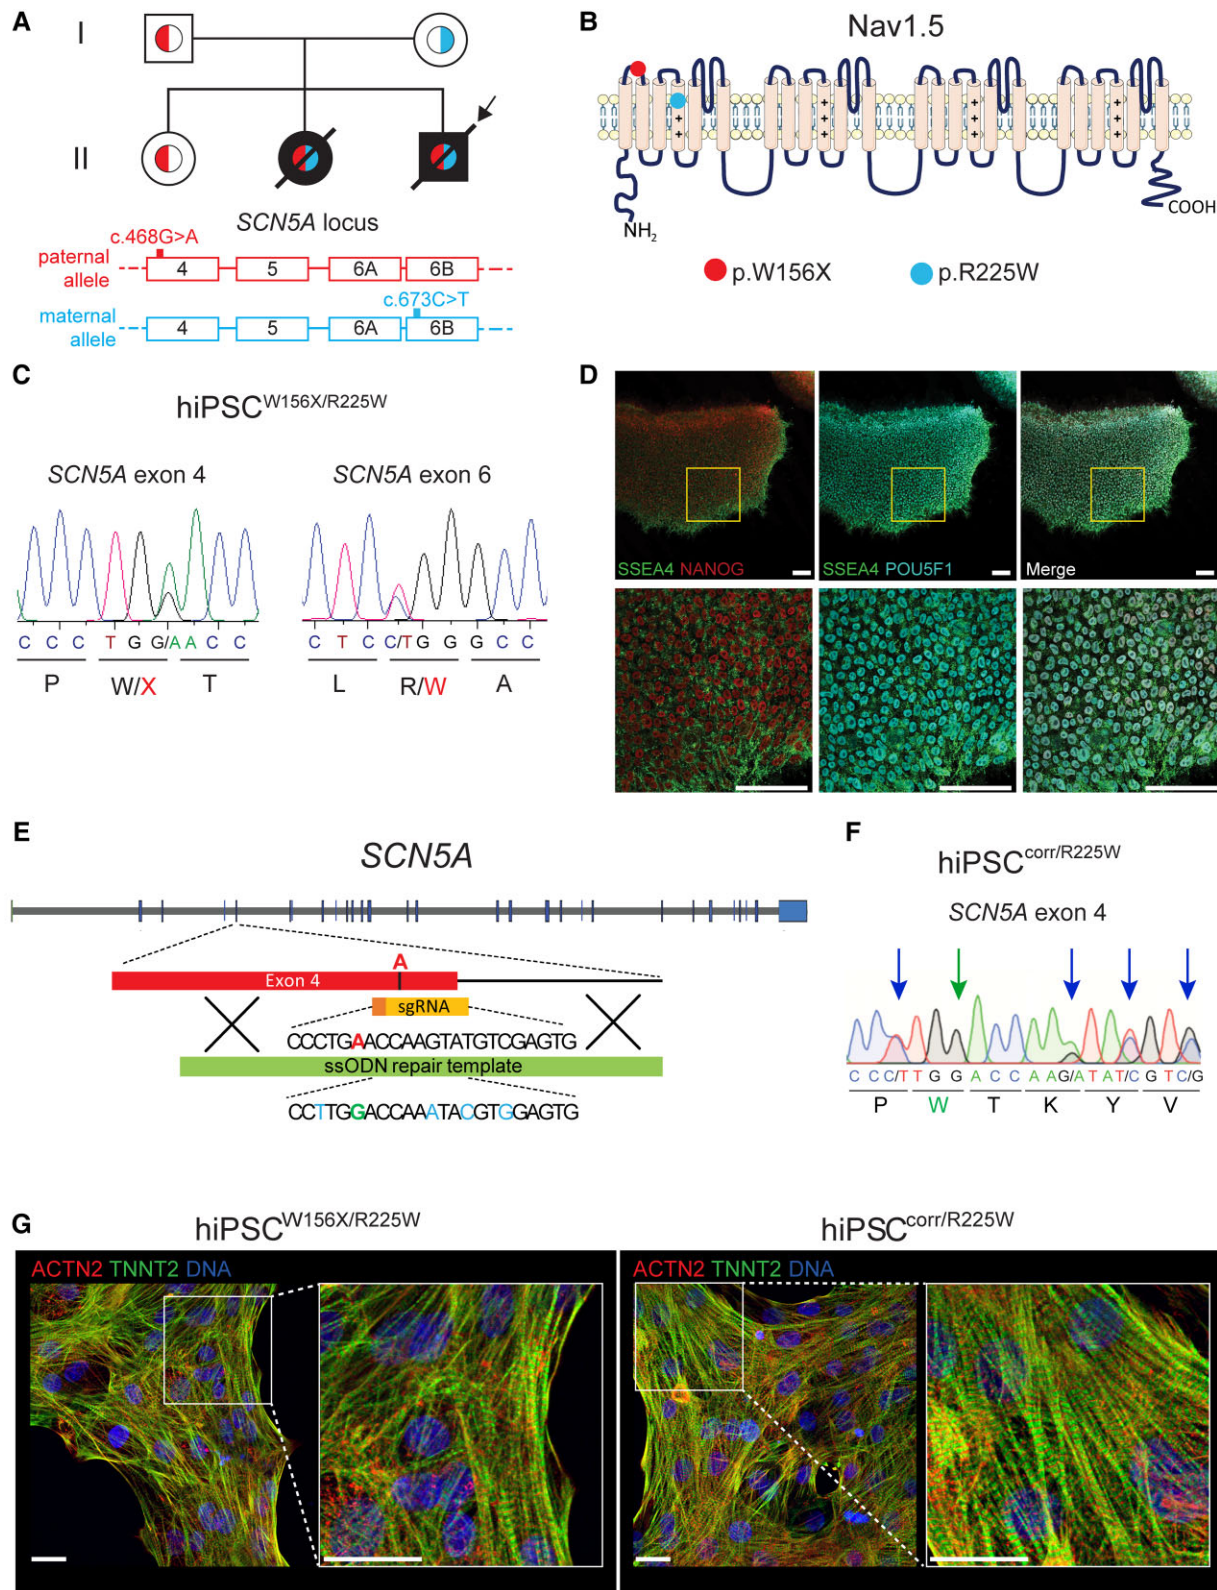 A
I
II
SCN5A locus
c.468G>A
paternal allele
4 5 6A 6B
c.673C>T
maternal allele
4 5 6A 6B
B
Nav1.5
+ + + +
+ + + +
+ + +
NH2
COOH
p.W156X p.R225W
C
hiPSCW156X/R225W
SCN5A exon 4 SCN5A exon 6
C C C T G G/A A C C
P W/X T
C T C C/T G G G C C
L R/W A
D
SSEA4 NANOG
SSEA4 POU5F1
Merge
E
SCN5A
A
Exon 4
sgRNA
CCCTGAACCAAGTATGTCGAGTG
ssODN repair template
CCTTGGACCAAATACGTGGAGTG
F
hiPSCcorr/R225W
SCN5A exon 4
C C C/T T G G A C C A A G/A T A T/C G T C/G
P W T K Y V
G
hiPSCW156X/R225W
ACTN2 TNNT2 DNA
hiPSCcorr/R225W
ACTN2 TNNT2 DNA